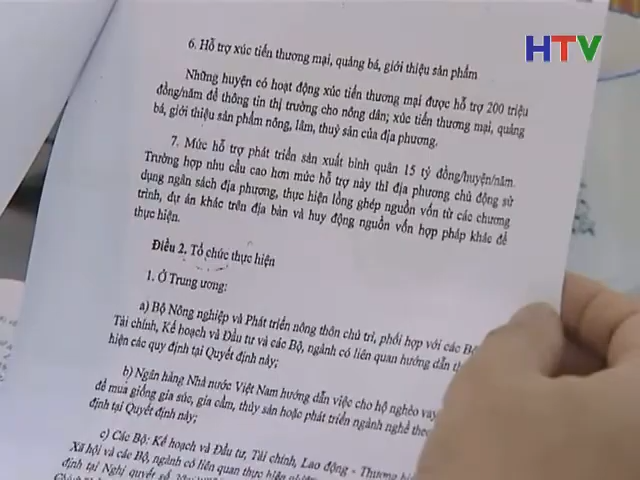 HTV
6. Hỗ trợ xúc tiến thương mại, quảng bá, giới thiệu sản phẩm
Những huyện có hoạt động xúc tiến thương mại được hỗ trợ 200 triệu
đồng/năm để thông tin thị trường cho nông dân; xúc tiến thương mại, quảng
bá, giới thiệu sản phẩm nông, lâm, thuỷ sản của địa phương.
7. Mức hỗ trợ phát triển sản xuất bình quân 15 tỷ đồng/huyện/năm.
Trường hợp nhu cầu cao hơn mức hỗ trợ này thì địa phương chủ động sử
dụng ngân sách địa phương, thực hiện lồng ghép nguồn vốn từ các chương
trình, dự án khác trên địa bàn và huy động nguồn vốn hợp pháp khác để
thực hiện.
Điều 2. Tổ chức thực hiện
1. Ở Trung ương:
a) Bộ Nông nghiệp và Phát triển nông thôn chủ trì, phối hợp với các Bộ
Tài chính, Kế hoạch và Đầu tư và các Bộ, ngành có liên quan hướng dẫn
hiện các quy định tại Quyết định này;
b) Ngân hàng Nhà nước Việt Nam hướng dẫn việc cho hộ nghèo vay
để mua giống gia súc, gia cầm, thủy sản hoặc phát triển ngành nghề theo
định tại Quyết định này;
c) Các Bộ: Kế hoạch và Đầu tư, Tài chính, Lao động - Thương
Xã hội và các Bộ, ngành có liên quan thực hiện
định tại Nghị quyết số